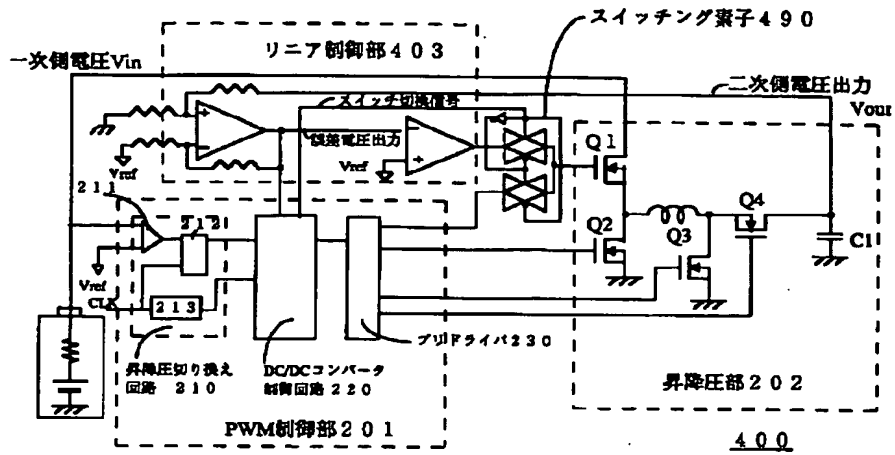 スイッチング素子４９０
リニア制御部４０３
一次側電圧Vin
スイッチ切換信号
二次側電圧出力
Vout
誤差電圧出力
Q１
Vref
Vref
２１１
２１２
Q2
Q3
Q4
C1
Vref
CLK
２１３
プリドライバ２３０
昇降圧切り換え
回路 ２１０
DC/DCコンバータ
制御回路 ２２０
昇降圧部２０２
PWM制御部２０１
４００